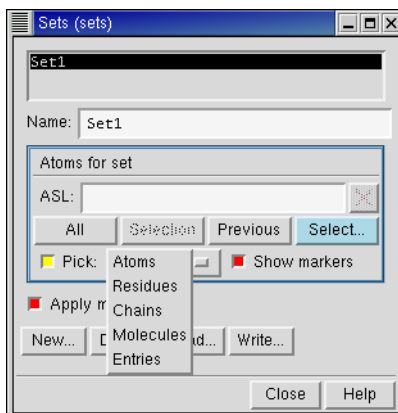 Sets (sets)
Set1
Name: Set1
Atoms for set
ASL:
All Selection Previous Select...
Pick: Atoms Show markers
Residues
Chains
Apply m
Molecules
New... ad... Write...
Entries
Close Help